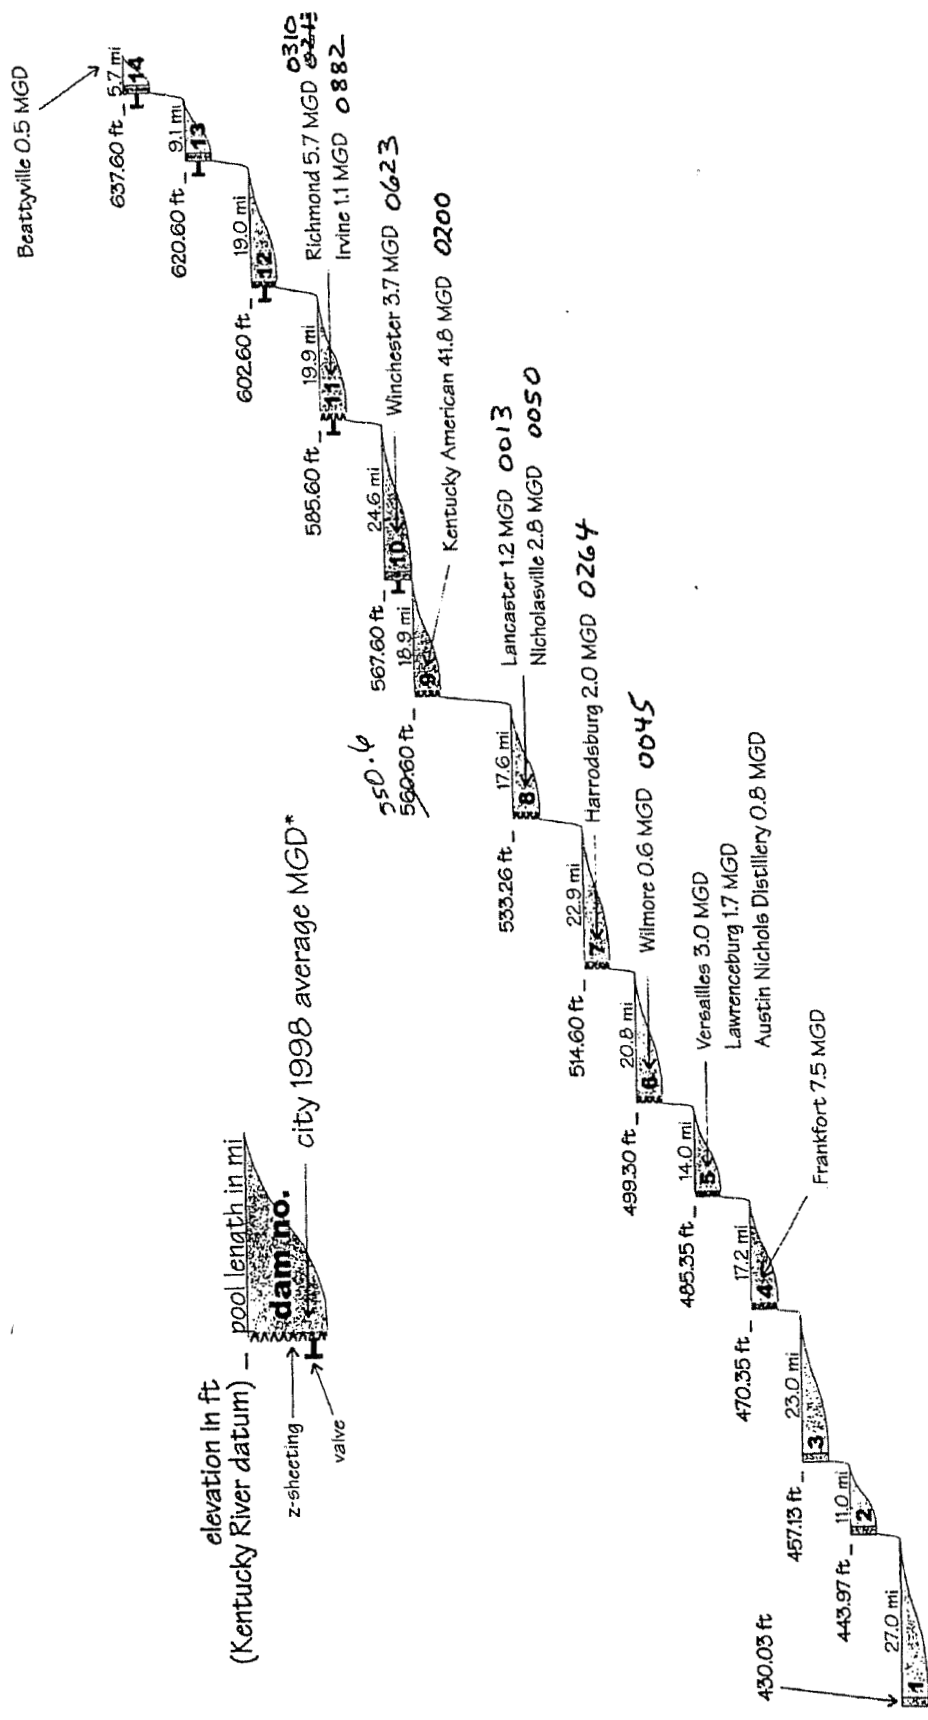 elevation in ft
(Kentucky River datum)
pool length in mi
dam no.
z-sheeting
valve
city 1998 average MGD*
430.03 ft
27.0 mi
1
443.97 ft
11.0 mi
2
457.13 ft
23.0 mi
3
470.35 ft
17.2 mi
4
Frankfort 7.5 MGD
485.35 ft
14.0 mi
5
Versailles 3.0 MGD
Lawrenceburg 1.7 MGD
Austin Nichols Distillery 0.8 MGD
499.30 ft
20.8 mi
6
Wilmore 0.6 MGD 0045
514.60 ft
22.9 mi
7
Harrodsburg 2.0 MGD 0264
533.26 ft
17.6 mi
8
Lancaster 1.2 MGD 0013
Nicholasville 2.8 MGD 0050
550.6
560.60 ft
18.9 mi
9
Kentucky American 41.8 MGD 0200
567.60 ft
24.6 mi
10
Winchester 3.7 MGD 0623
585.60 ft
19.9 mi
11
0310
Richmond 5.7 MGD
Irvine 1.1 MGD 0882
602.60 ft
19.0 mi
12
620.60 ft
9.1 mi
13
637.60 ft
5.7 mi
14
Beattyville 0.5 MGD